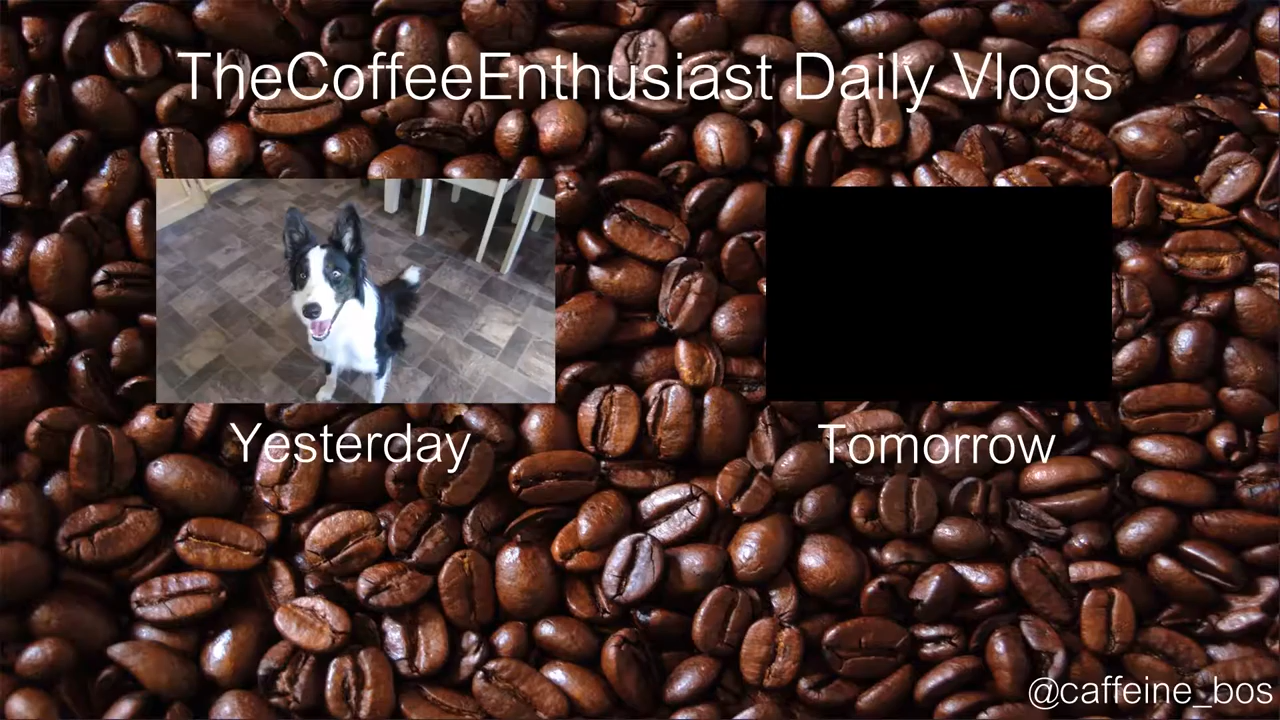 TheCoffeeEnthusiast Daily Vlogs
Yesterday
Tomorrow
@caffeine_bos